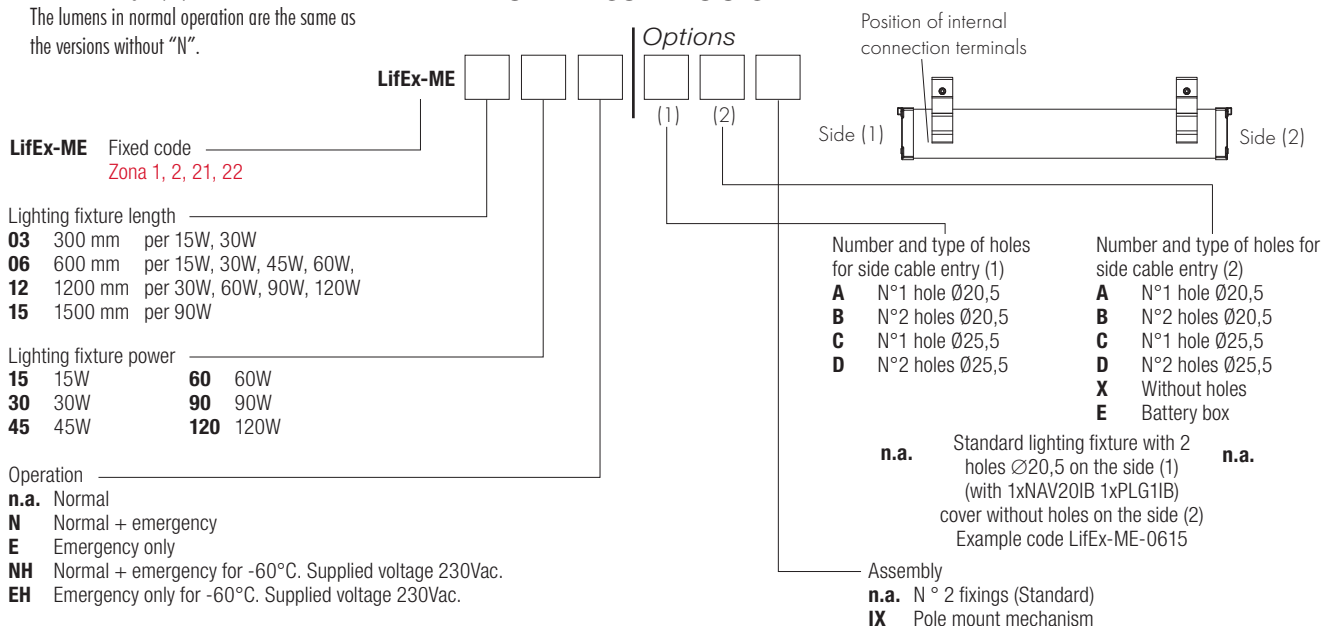 The lumens in normal operation are the same as
the versions without “N”.
Options
LifEx-ME
(1) (2)
Position of internal
connection terminals
Side (1)
Side (2)
LifEx-ME Fixed code
Zona 1, 2, 21, 22
Lighting fixture length
03 300 mm per 15W, 30W
06 600 mm per 15W, 30W, 45W, 60W,
12 1200 mm per 30W, 60W, 90W, 120W
15 1500 mm per 90W
Lighting fixture power
15 15W 60 60W
30 30W 90 90W
45 45W 120 120W
Operation
n.a. Normal
N Normal + emergency
E Emergency only
NH Normal + emergency for -60°C. Supplied voltage 230Vac.
EH Emergency only for -60°C. Supplied voltage 230Vac.
Number and type of holes
for side cable entry (1)
A N°1 hole Ø20,5
B N°2 holes Ø20,5
C N°1 hole Ø25,5
D N°2 holes Ø25,5
Number and type of holes for
side cable entry (2)
A N°1 hole Ø20,5
B N°2 holes Ø20,5
C N°1 hole Ø25,5
D N°2 holes Ø25,5
X Without holes
E Battery box
n.a. Standard lighting fixture with 2 n.a.
holes ∅20,5 on the side (1)
(with 1xNAV20IB 1xPLG1IB)
cover without holes on the side (2)
Example code LifEx-ME-0615
Assembly
n.a. N ° 2 fixings (Standard)
IX Pole mount mechanism